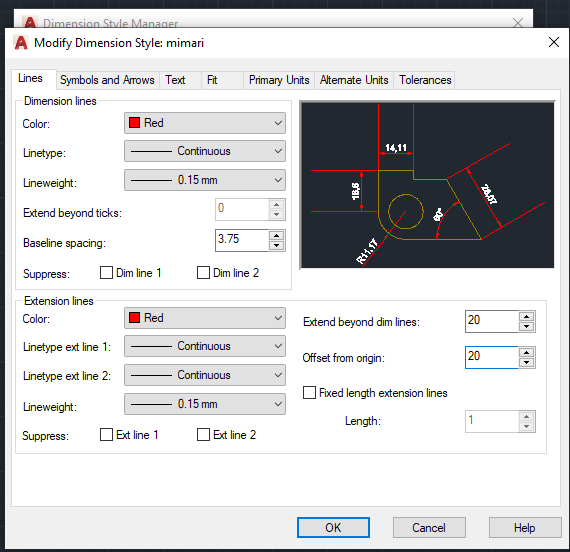 Dimension Style Manager
Modify Dimension Style: mimari
Lines Symbols and Arrows Text Fit Primary Units Alternate Units Tolerances
Dimension lines
Color: Red
Linetype: Continuous
Lineweight: 0.15 mm
Extend beyond ticks: 0
Baseline spacing: 3.75
Suppress: Dim line 1 Dim line 2
14,11
18,6
28,07
60°
R11,17
Extension lines
Color: Red
Linetype ext line 1: Continuous
Linetype ext line 2: Continuous
Lineweight: 0.15 mm
Suppress: Ext line 1 Ext line 2
Extend beyond dim lines: 20
Offset from origin: 20
Fixed length extension lines
Length: 1
OK Cancel Help